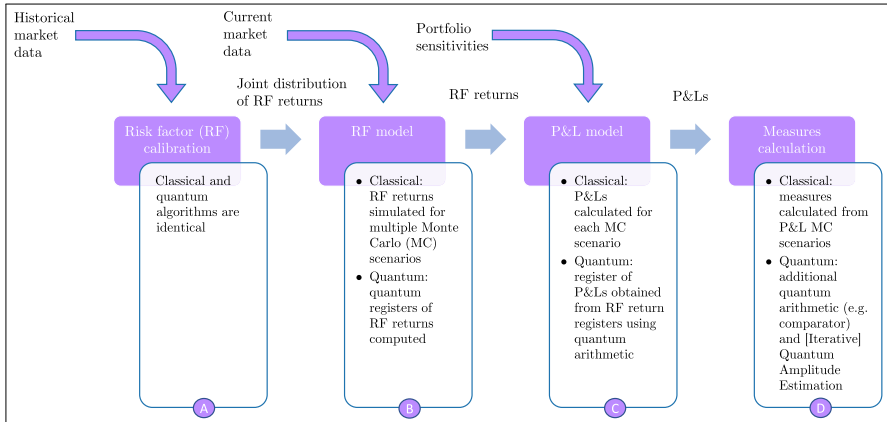 Historical
market
data
Current
market
data
Portfolio
sensitivities
Joint distribution
of RF returns
RF returns
P&Ls
Risk factor (RF)
calibration
RF model
P&L model
Measures
calculation
Classical and
quantum
algorithms are
identical
• Classical:
RF returns
simulated for
multiple Monte
Carlo (MC)
scenarios
• Quantum:
quantum
registers of
RF returns
computed
• Classical:
P&Ls
calculated for
each MC
scenario
• Quantum:
register of
P&Ls obtained
from RF return
registers using
quantum
arithmetic
• Classical:
measures
calculated from
P&L MC
scenarios
• Quantum:
additional
quantum
arithmetic (e.g.
comparator)
and [Iterative]
Quantum
Amplitude
Estimation
A
B
C
D